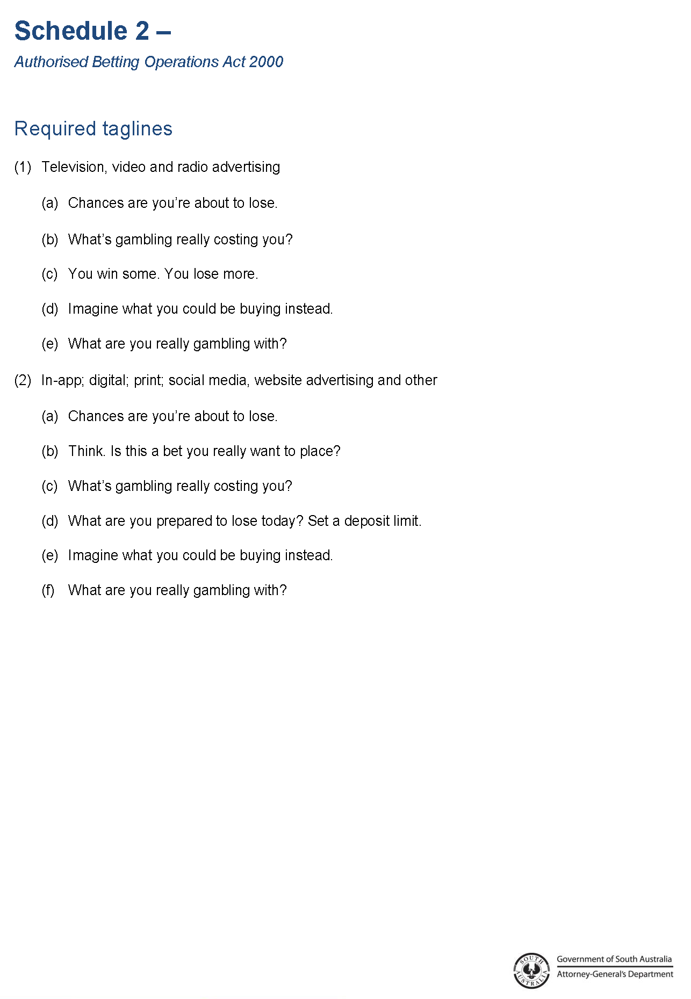 Schedule 2 –
Authorised Betting Operations Act 2000
Required taglines
(1) Television, video and radio advertising
(a) Chances are you’re about to lose.
(b) What’s gambling really costing you?
(c) You win some. You lose more.
(d) Imagine what you could be buying instead.
(e) What are you really gambling with?
(2) In-app; digital; print; social media, website advertising and other
(a) Chances are you’re about to lose.
(b) Think. Is this a bet you really want to place?
(c) What’s gambling really costing you?
(d) What are you prepared to lose today? Set a deposit limit.
(e) Imagine what you could be buying instead.
(f) What are you really gambling with?
SOUTH AUSTRALIA
Government of South Australia
Attorney-General’s Department